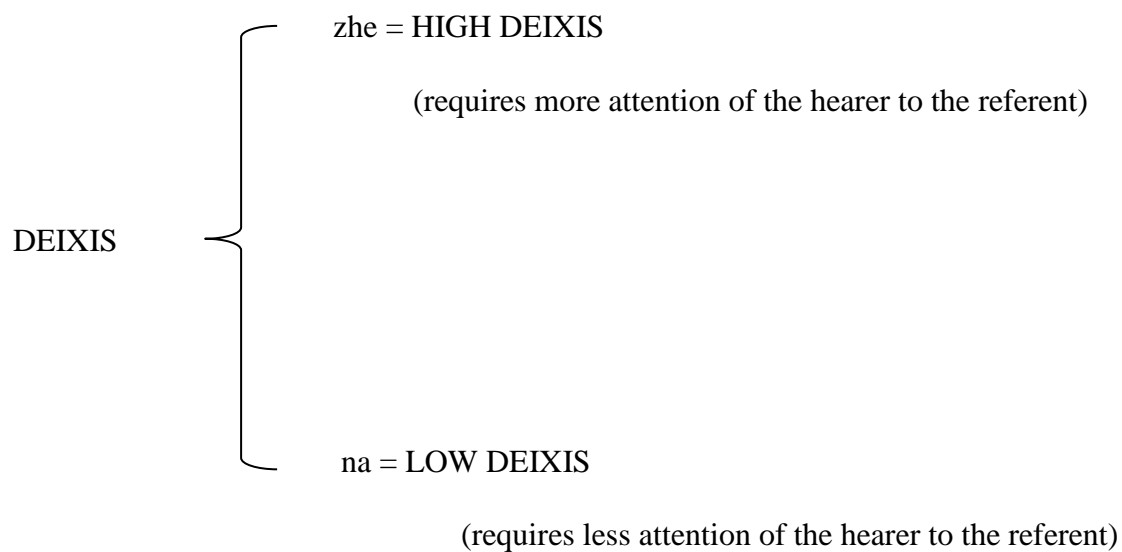 zhe = HIGH DEIXIS
(requires more attention of the hearer to the referent)
DEIXIS
na = LOW DEIXIS
(requires less attention of the hearer to the referent)